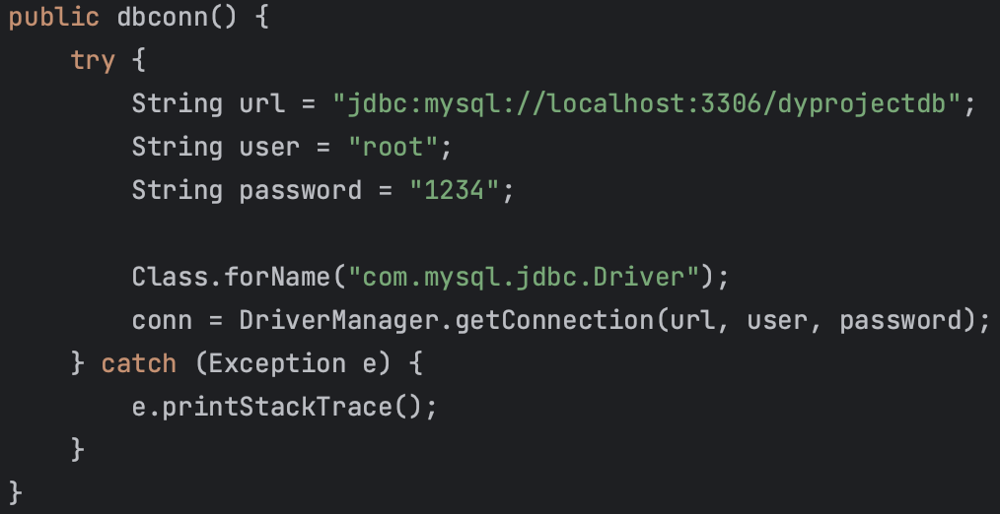 public dbconn() {
    try {
        String url = "jdbc:mysql://localhost:3306/dyprojectdb";
        String user = "root";
        String password = "1234";

        Class.forName("com.mysql.jdbc.Driver");
        conn = DriverManager.getConnection(url, user, password);
    } catch (Exception e) {
        e.printStackTrace();
    }
}